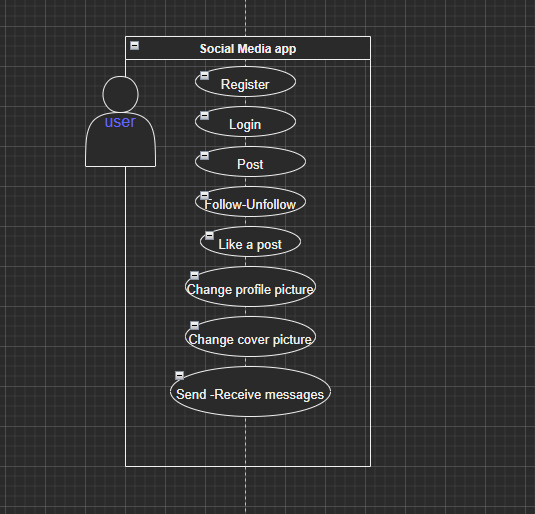 Social Media app
user
Register
Login
Post
Follow-Unfollow
Like a post
Change profile picture
Change cover picture
Send -Receive messages